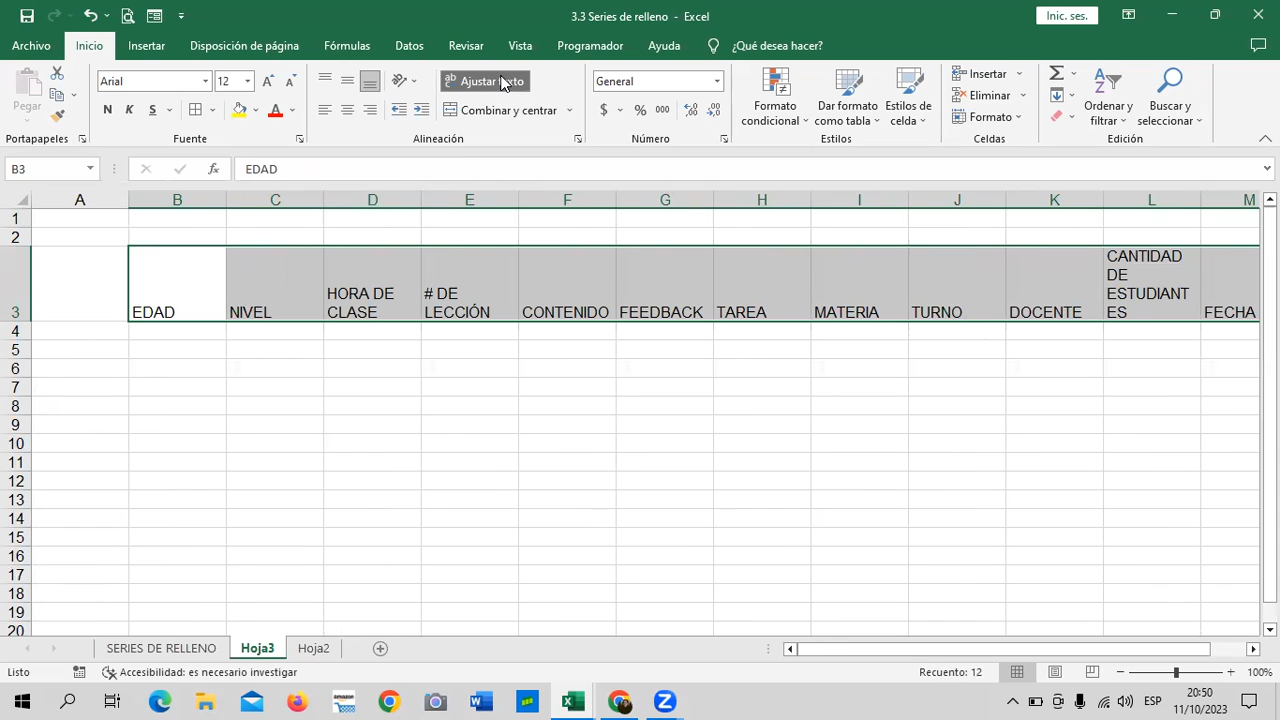 3.3 Series de relleno - Excel
Inic. ses.
Archivo Inicio Insertar Disposición de página Fórmulas Datos Revisar Vista Programador Ayuda ¿Qué desea hacer?
Pegar
Arial 12
N K S
Ajustar texto
Combinar y centrar
General
$ % 000
Formato condicional
Dar formato como tabla
Estilos de celda
Insertar
Eliminar
Formato
Ordenar y filtrar
Buscar y seleccionar
Portapapeles Fuente Alineación Número Estilos Celdas Edición
B3 fx EDAD
A B C D E F G H I J K L M
1
2
3 EDAD NIVEL HORA DE CLASE # DE LECCIÓN CONTENIDO FEEDBACK TAREA MATERIA TURNO DOCENTE CANTIDAD DE ESTUDIANTES FECHA
4
5
6
7
8
9
10
11
12
13
14
15
16
17
18
19
20
SERIES DE RELLENO Hoja3 Hoja2
Listo Accesibilidad: es necesario investigar Recuento: 12 100%
ESP 20:50
11/10/2023